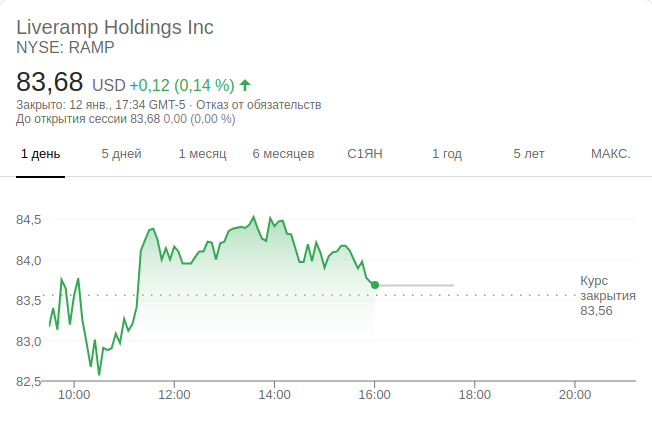 Liveramp Holdings Inc
NYSE: RAMP
83,68 USD +0,12 (0,14 %)
Закрыто: 12 янв., 17:34 GMT-5 · Отказ от обязательств
До открытия сессии 83,68 0,00 (0,00 %)
1 день 5 дней 1 месяц 6 месяцев С1ЯН 1 год 5 лет МАКС.
84,5
84,0
83,5
83,0
82,5
Курс
закрытия
83,56
10:00 12:00 14:00 16:00 18:00 20:00